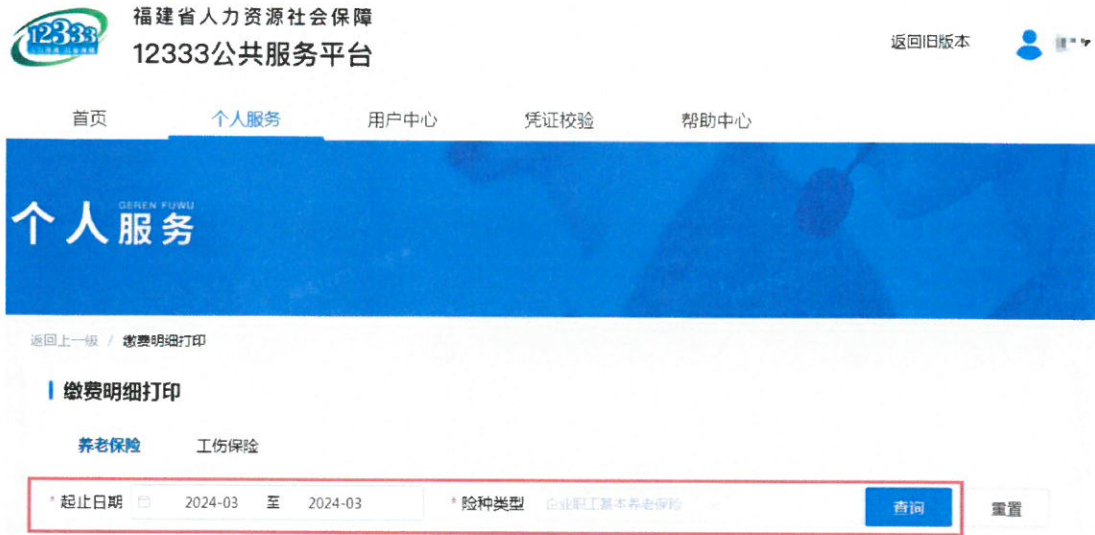 12333
福建省人力资源社会保障
12333公共服务平台
返回旧版本
首页 个人服务 用户中心 凭证校验 帮助中心
GEREN FUWU
个人服务
返回上一级 / 缴费明细打印
缴费明细打印
养老保险 工伤保险
*起止日期 2024-03 至 2024-03 *险种类型 企业职工基本养老保险 查询 重置